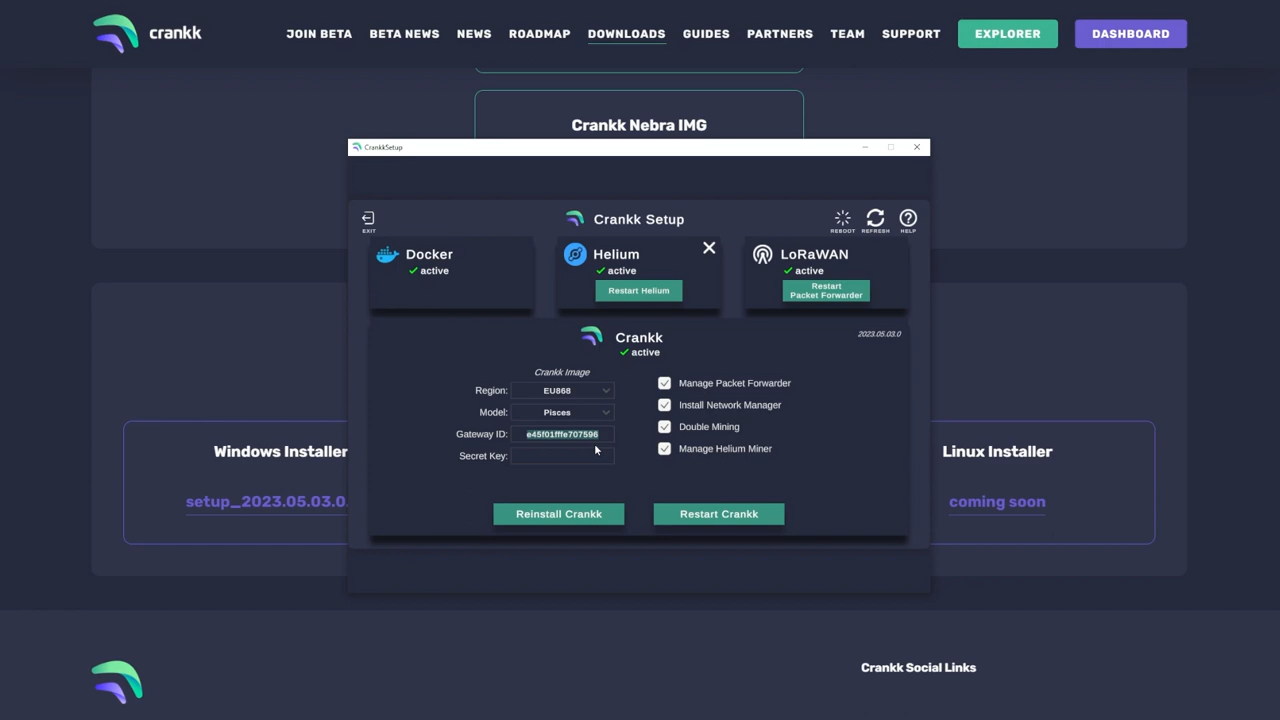 crankk
JOIN BETA
BETA NEWS
NEWS
ROADMAP
DOWNLOADS
GUIDES
PARTNERS
TEAM
SUPPORT
EXPLORER
DASHBOARD
Crankk Nebra IMG
CrankkSetup
EXIT
Crankk Setup
REBOOT
REFRESH
HELP
Docker
active
Helium
active
Restart Helium
LoRaWAN
active
Restart
Packet Forwarder
Crankk
active
2023.05.03.0
Crankk Image
Region:
EU868
Model:
Pisces
Gateway ID:
e45f01fffe707596
Secret Key:
Manage Packet Forwarder
Install Network Manager
Double Mining
Manage Helium Miner
Reinstall Crankk
Restart Crankk
Windows Installer
setup_2023.05.03.0.
Linux Installer
coming soon
Crankk Social Links